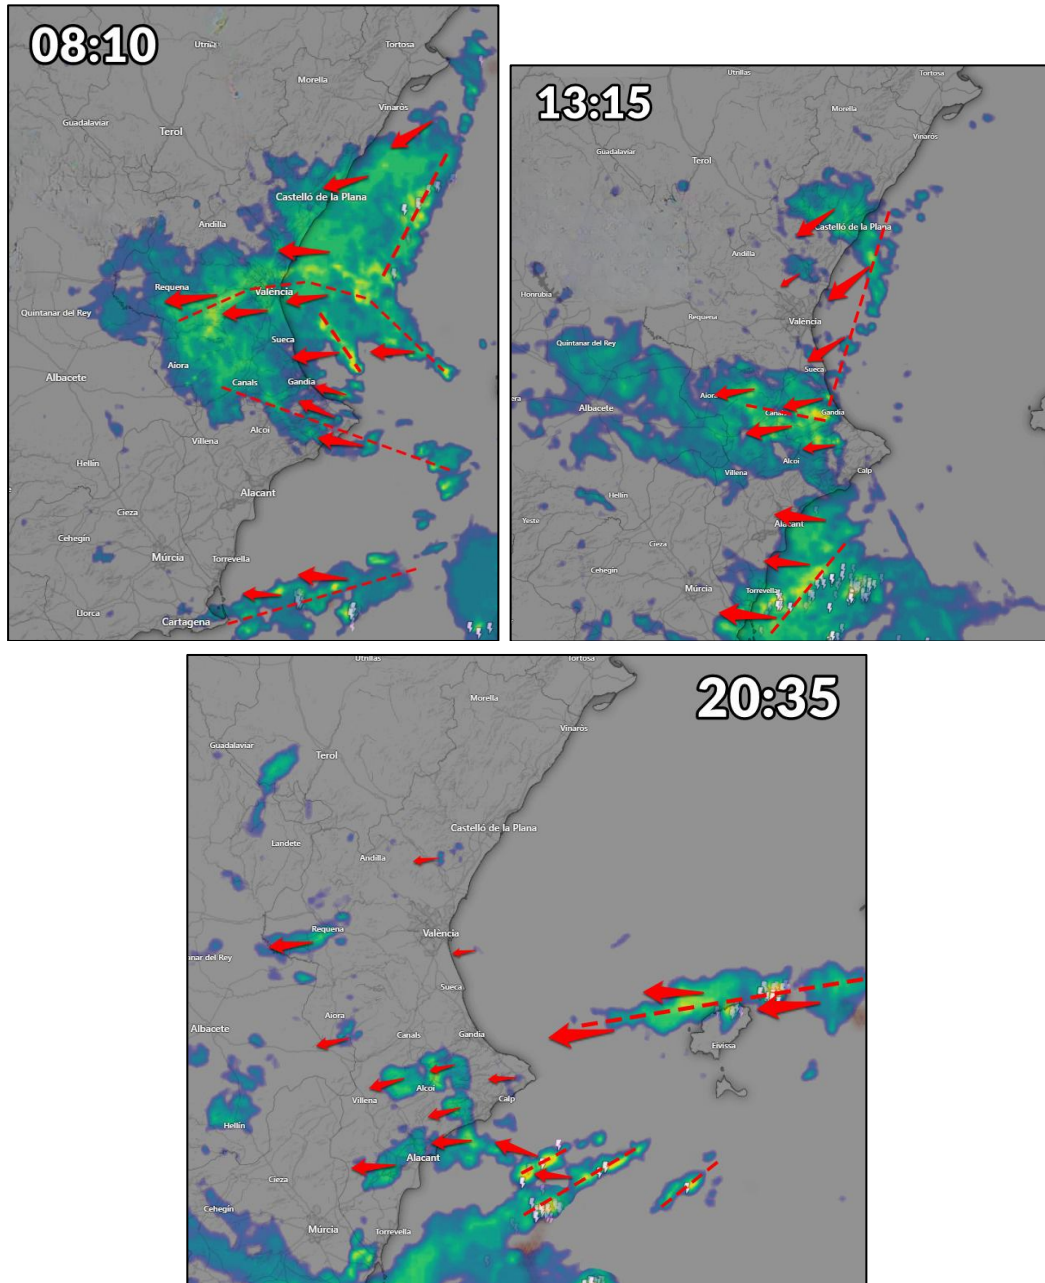 08:10
Utrillas
Tortosa
Morella
Vinaròs
Guadalaviar
Terol
Castelló de la Plana
Andilla
Requena
València
Quintanar del Rey
Sueca
Aiora
Albacete
Canals
Gandia
Alcoi
Villena
Hellín
Alacant
Cieza
Cehegín
Múrcia
Torrevella
Llorca
Cartagena
13:15
Utrillas
Tortosa
Morella
Vinaròs
Guadalaviar
Terol
Castelló de la Plana
Andilla
Honrubia
Requena
València
Quintanar del Rey
Sueca
Aiora
Albacete
Canals
Gandia
Alcoi
Villena
Calp
Hellín
Yeste
Alacant
Cieza
Cehegín
Múrcia
Torrevella
20:35
Utrillas
Tortosa
Morella
Vinaròs
Guadalaviar
Terol
Castelló de la Plana
Landete
Andilla
Requena
València
nar del Rey
Sueca
Aiora
Albacete
Canals
Gandia
Eivissa
Alcoi
Villena
Calp
Hellín
Alacant
Cieza
Cehegín
Múrcia
Torrevella